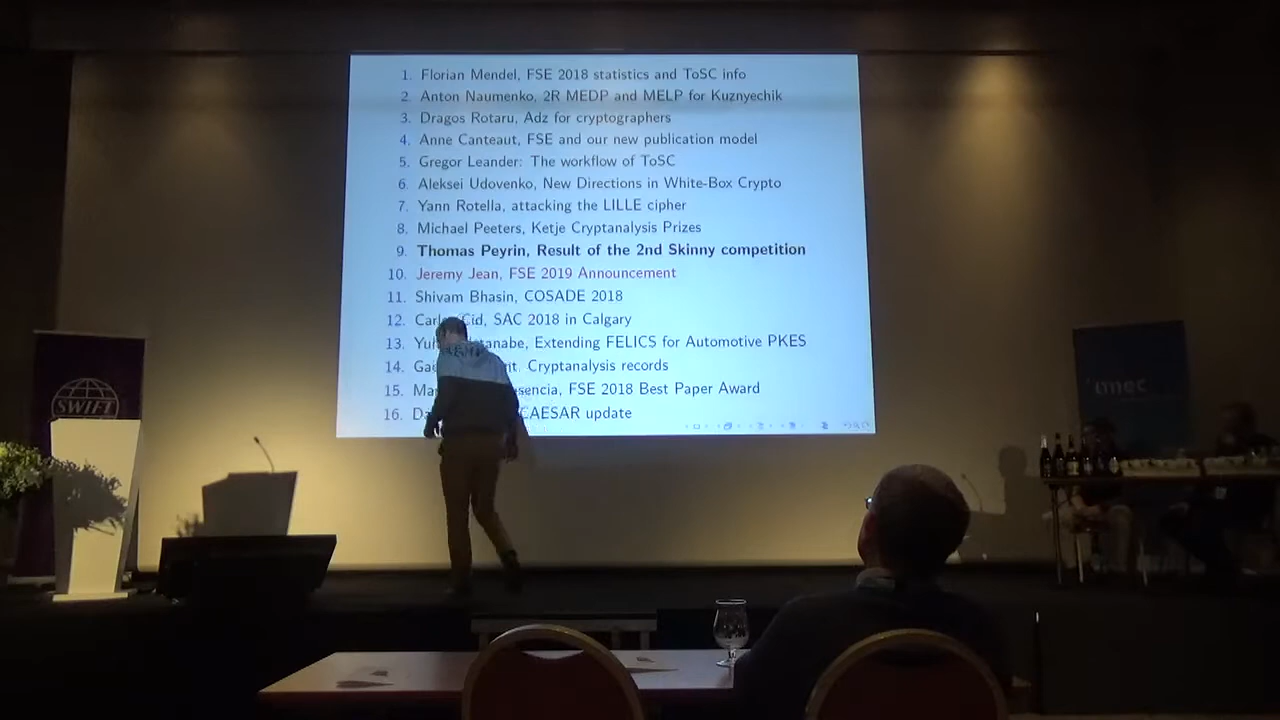 1. Florian Mendel, FSE 2018 statistics and ToSC info
2. Anton Naumenko, 2R MEDP and MELP for Kuznyechik
3. Dragos Rotaru, Adz for cryptographers
4. Anne Canteaut, FSE and our new publication model
5. Gregor Leander: The workflow of ToSC
6. Aleksei Udovenko, New Directions in White-Box Crypto
7. Yann Rotella, attacking the LILLE cipher
8. Michael Peeters, Ketje Cryptanalysis Prizes
9. Thomas Peyrin, Result of the 2nd Skinny competition
10. Jeremy Jean, FSE 2019 Announcement
11. Shivam Bhasin, COSADE 2018
12. Cid, SAC 2018 in Calgary
13. Extending FELICS for Automotive PKES
14. Cryptanalysis records
15. FSE 2018 Best Paper Award
16. CAESAR update
SWIFT
imec